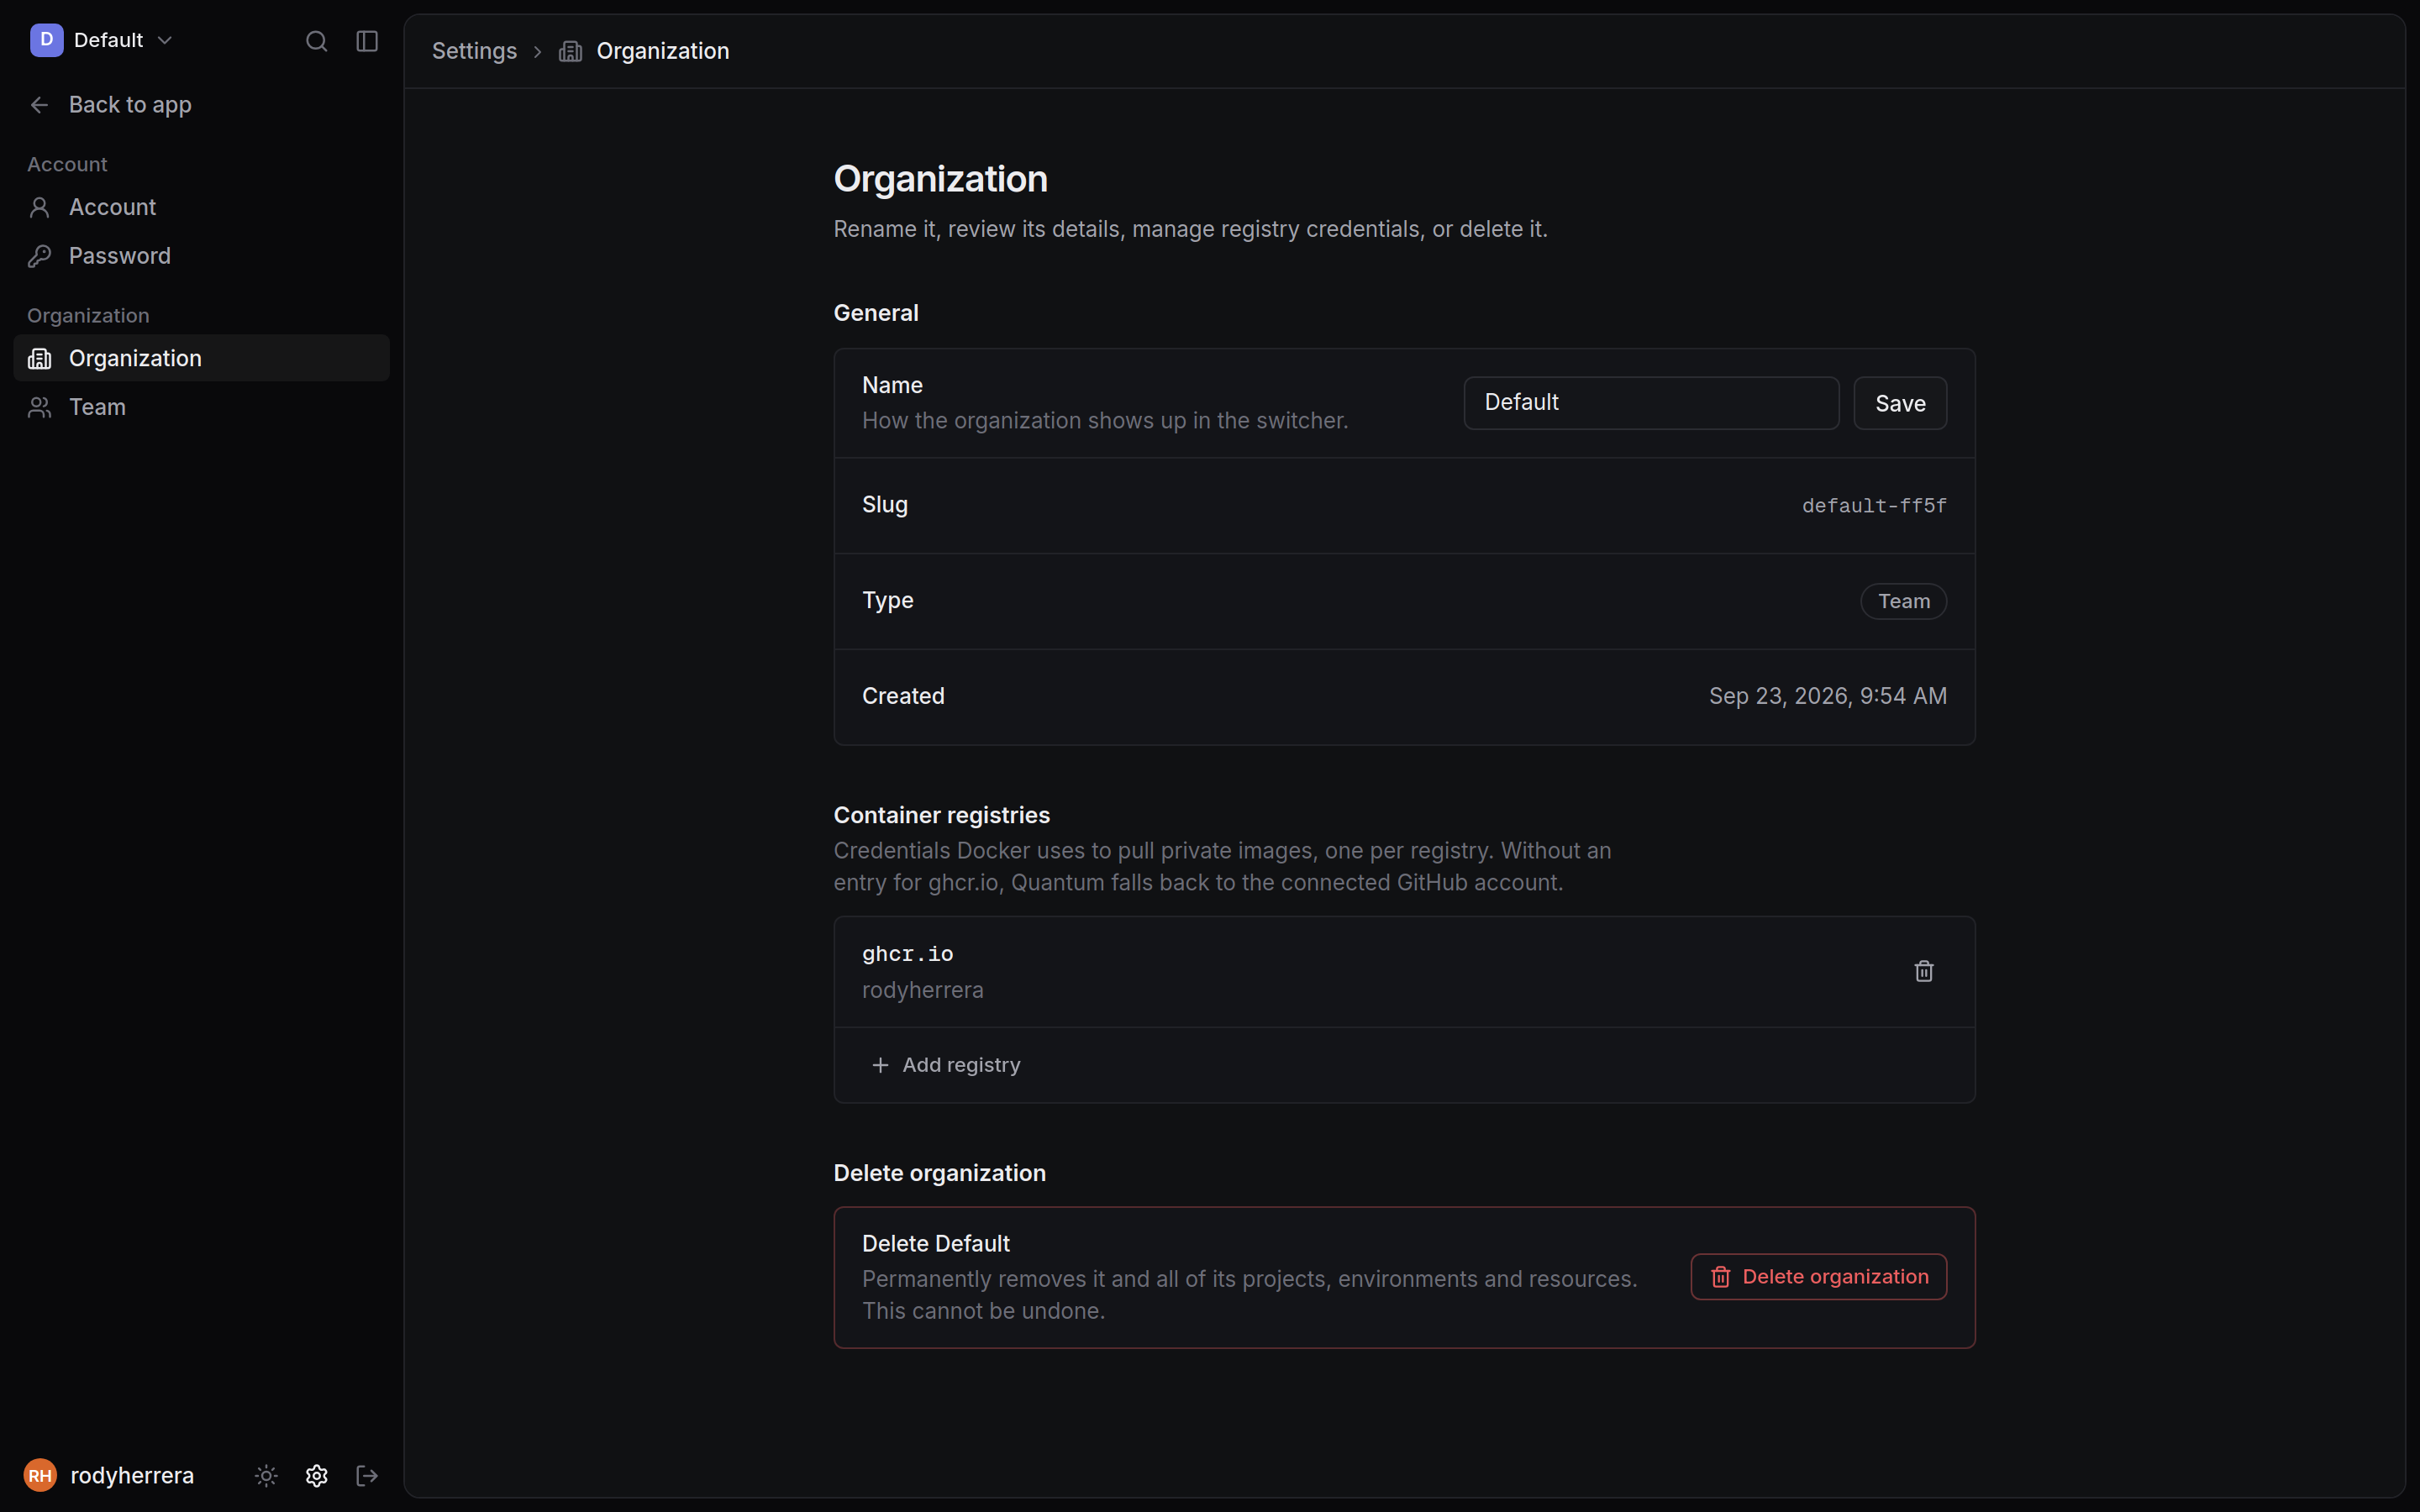 D Default
Back to app
Account
Account
Password
Organization
Organization
Team
RH rodyherrera
Settings > Organization
Organization
Rename it, review its details, manage registry credentials, or delete it.
General
Name
How the organization shows up in the switcher.
Default
Save
Slug
default-ff5f
Type
Team
Created
Sep 23, 2026, 9:54 AM
Container registries
Credentials Docker uses to pull private images, one per registry. Without an
entry for ghcr.io, Quantum falls back to the connected GitHub account.
ghcr.io
rodyherrera
Add registry
Delete organization
Delete Default
Permanently removes it and all of its projects, environments and resources.
This cannot be undone.
Delete organization